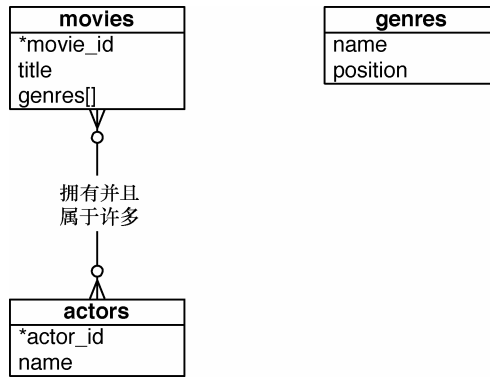 movies
*movie_id
title
genres[]
genres
name
position
拥有并且
属于许多
actors
*actor_id
name